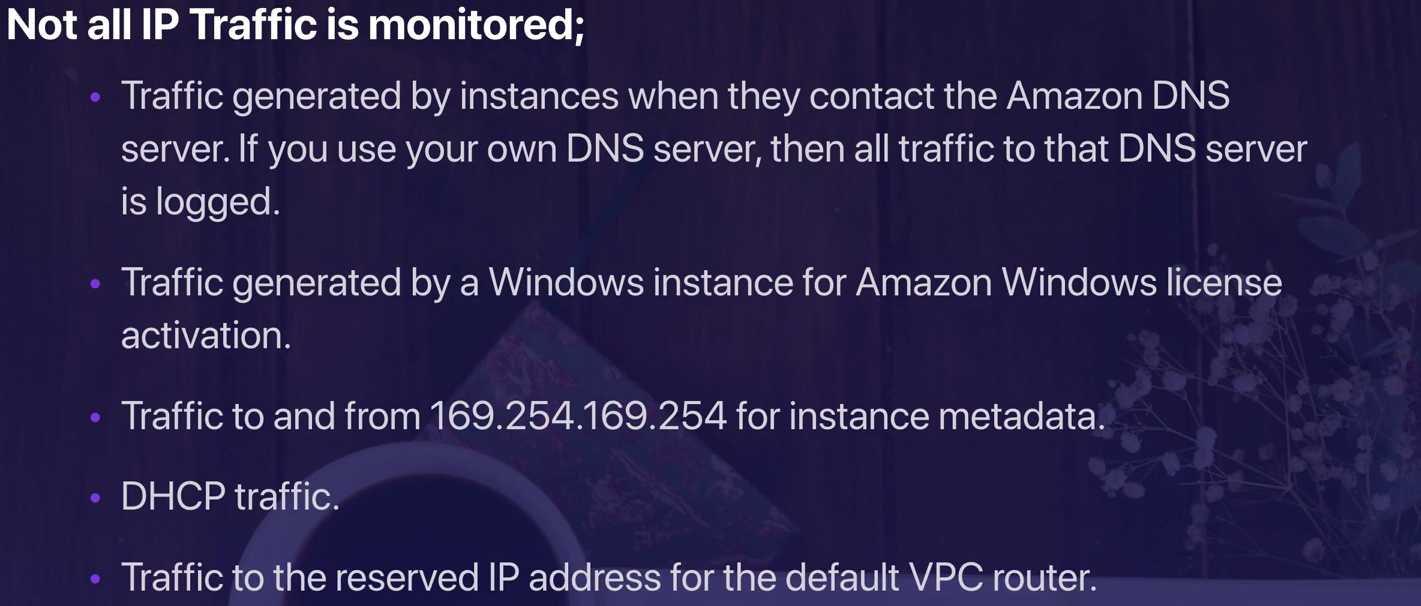 Not all IP Traffic is monitored;
• Traffic generated by instances when they contact the Amazon DNS
server. If you use your own DNS server, then all traffic to that DNS server
is logged.
• Traffic generated by a Windows instance for Amazon Windows license
activation.
• Traffic to and from 169.254.169.254 for instance metadata.
• DHCP traffic.
• Traffic to the reserved IP address for the default VPC router.